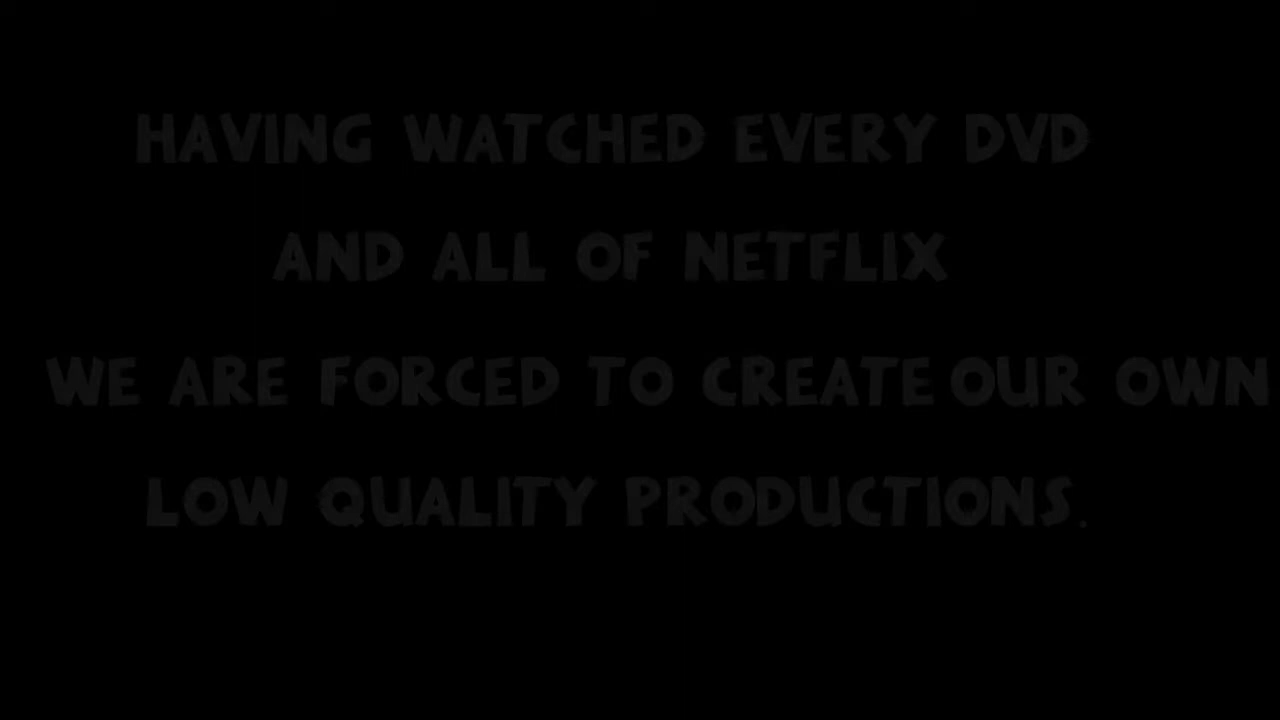 HAVING WATCHED EVERY DVD
AND ALL OF NETFLIX
WE ARE FORCED TO CREATE OUR OWN
LOW QUALITY PRODUCTIONS.